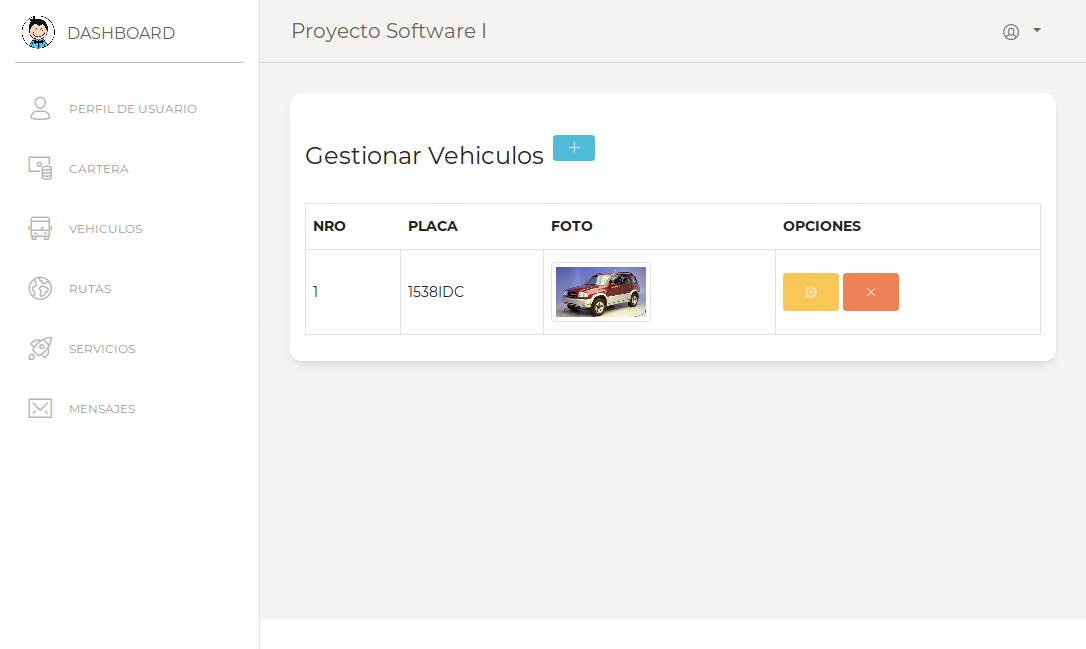 DASHBOARD
Proyecto Software I
PERFIL DE USUARIO
CARTERA
VEHICULOS
RUTAS
SERVICIOS
MENSAJES
Gestionar Vehiculos
NRO PLACA FOTO OPCIONES
1 1538IDC